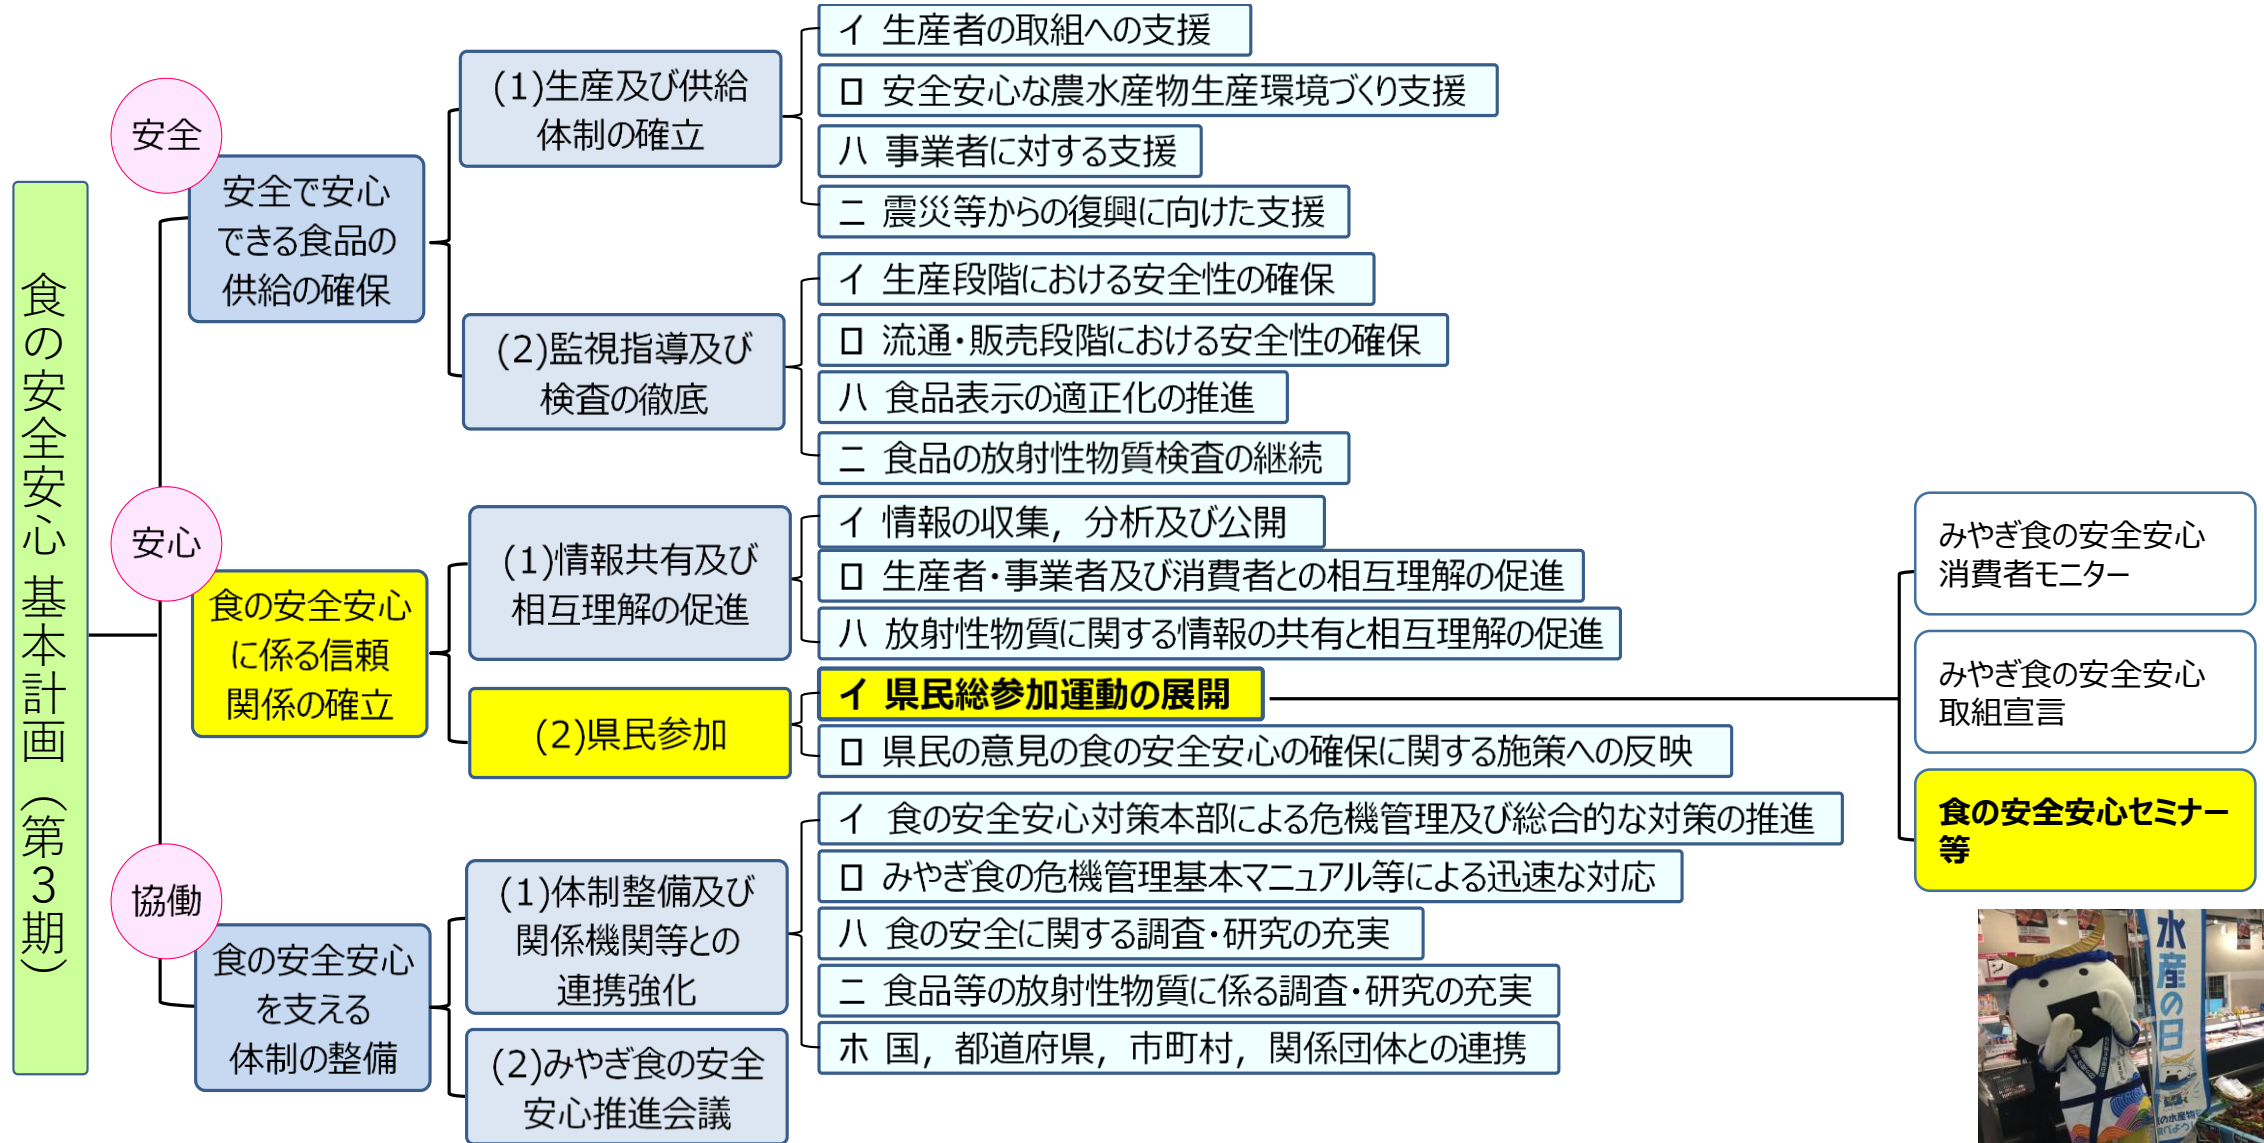 食の安全安心 基本計画（第３期）
安全
安全で安心
できる食品の
供給の確保
(1)生産及び供給
体制の確立
イ 生産者の取組への支援
ロ 安全安心な農水産物生産環境づくり支援
ハ 事業者に対する支援
ニ 震災等からの復興に向けた支援
(2)監視指導及び
検査の徹底
イ 生産段階における安全性の確保
ロ 流通・販売段階における安全性の確保
ハ 食品表示の適正化の推進
ニ 食品の放射性物質検査の継続
安心
食の安全安心
に係る信頼
関係の確立
(1)情報共有及び
相互理解の促進
イ 情報の収集，分析及び公開
ロ 生産者・事業者及び消費者との相互理解の促進
ハ 放射性物質に関する情報の共有と相互理解の促進
(2)県民参加
イ 県民総参加運動の展開
ロ 県民の意見の食の安全安心の確保に関する施策への反映
みやぎ食の安全安心
消費者モニター
みやぎ食の安全安心
取組宣言
食の安全安心セミナー
等
協働
食の安全安心
を支える
体制の整備
(1)体制整備及び
関係機関等との
連携強化
イ 食の安全安心対策本部による危機管理及び総合的な対策の推進
ロ みやぎ食の危機管理基本マニュアル等による迅速な対応
ハ 食の安全に関する調査・研究の充実
ニ 食品等の放射性物質に係る調査・研究の充実
ホ 国，都道府県，市町村，関係団体との連携
(2)みやぎ食の安全
安心推進会議
水産の日